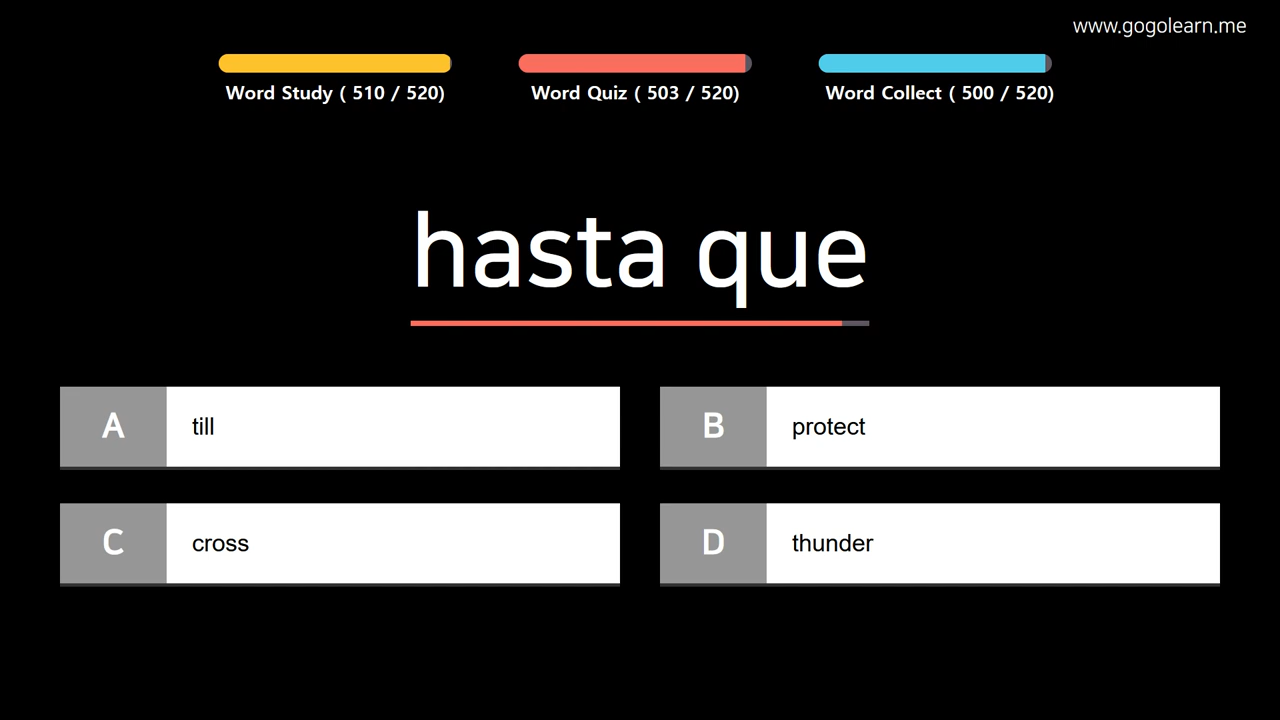 www.gogolearn.me
Word Study ( 510 / 520)
Word Quiz ( 503 / 520)
Word Collect ( 500 / 520)
hasta que
A till
B protect
C cross
D thunder